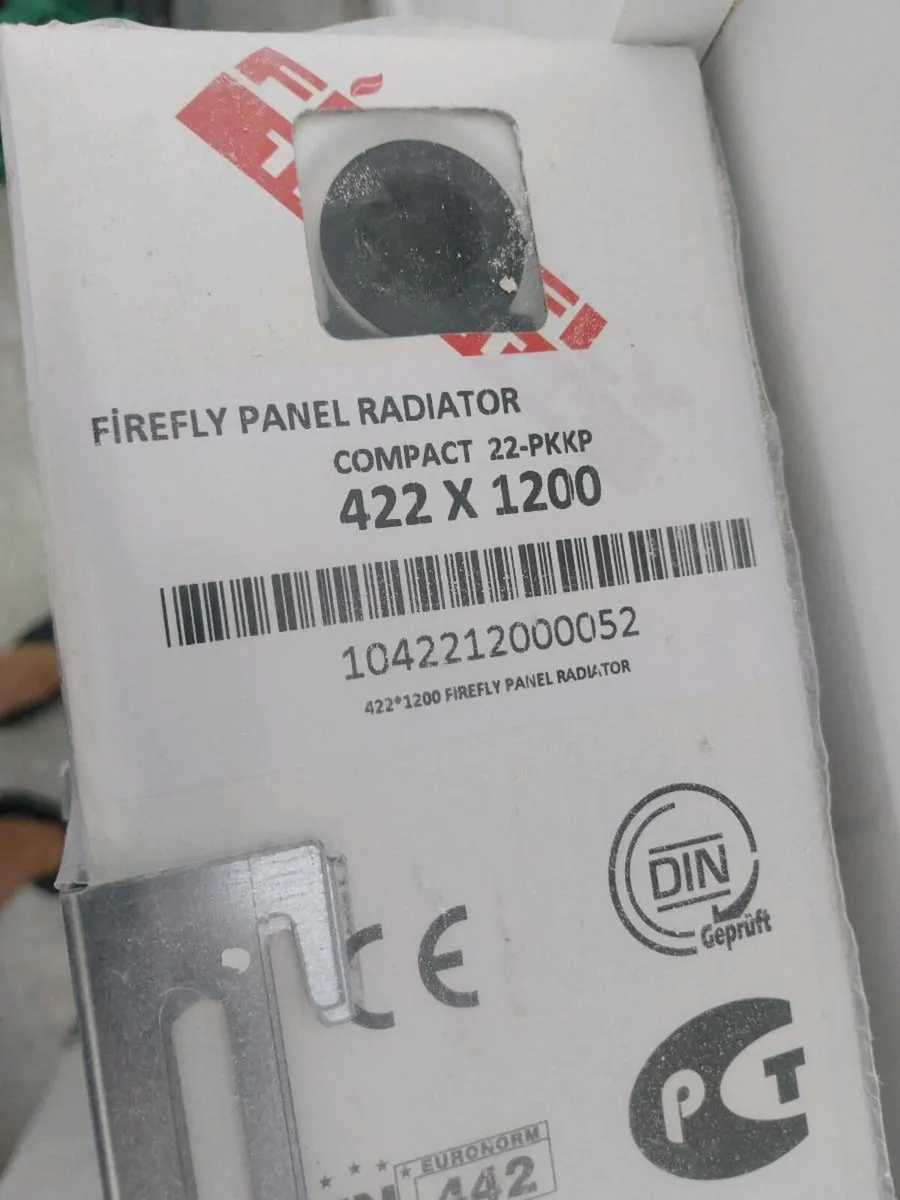 FİREFLY PANEL RADIATOR
COMPACT 22-PKKP
422 X 1200
1042212000052
422*1200 FIREFLY PANEL RADIATOR
DIN
Geprüft
CE
PCT
EURONORM
442